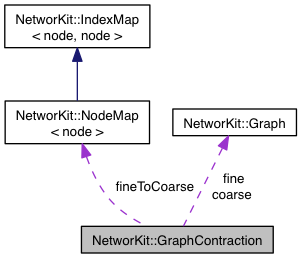 NetworKit::IndexMap
< node, node >
NetworKit::NodeMap
< node >
NetworKit::Graph
fineToCoarse
fine
coarse
NetworKit::GraphContraction